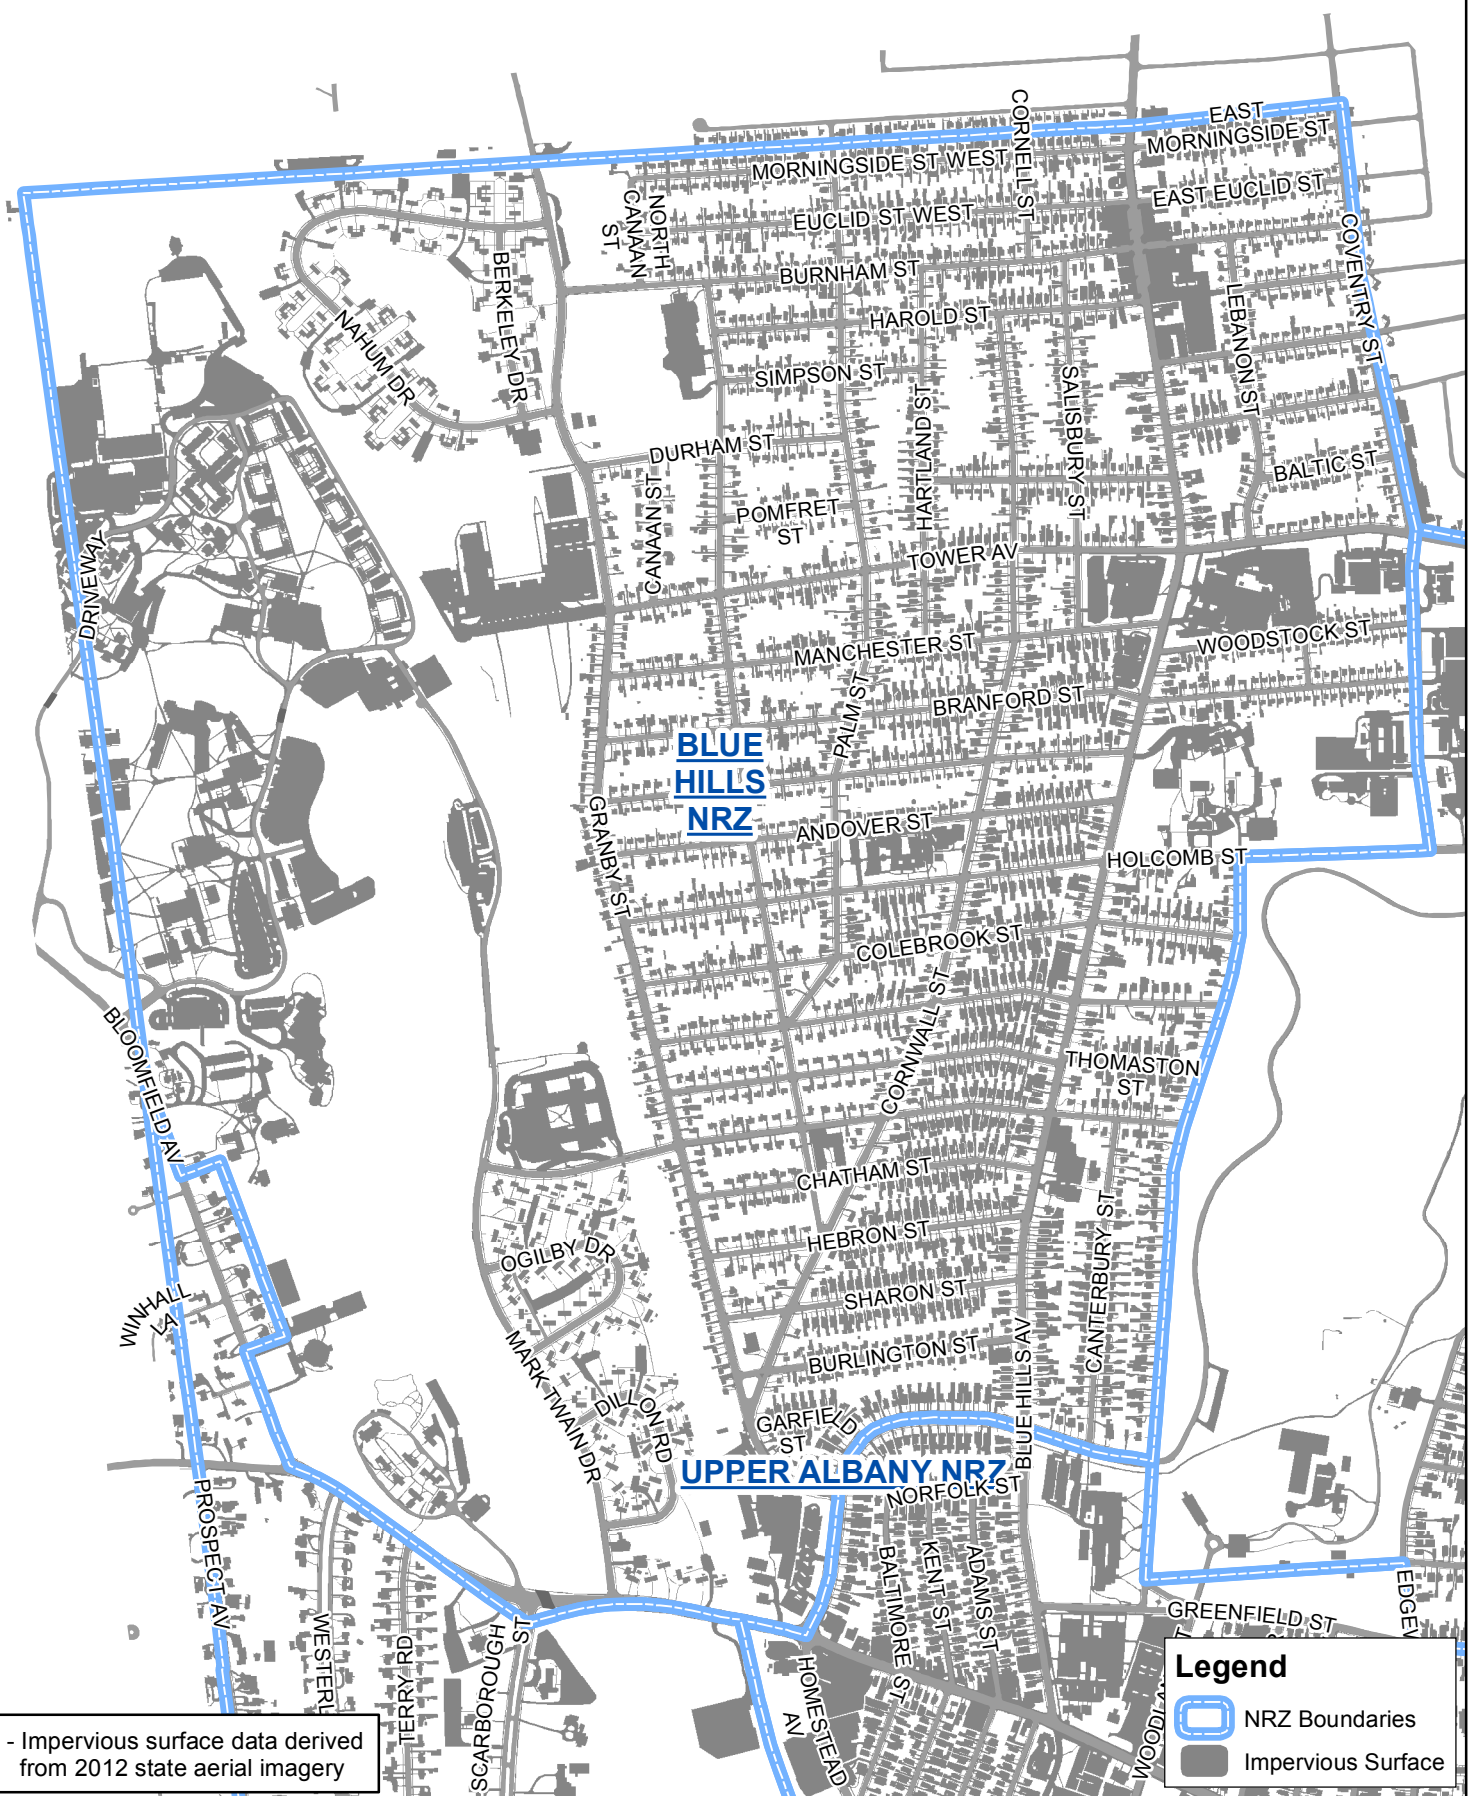 EAST
MORNINGSIDE ST
CORNELL ST
MORNINGSIDE ST WEST
EAST EUCLID ST
NORTH
CANAAN
ST
EUCLID ST WEST
COVENTRY ST
BERKELEY DR
BURNHAM ST
LEBANON ST
NAHUM DR
HAROLD ST
SIMPSON ST
SALISBURY ST
HARTLAND ST
DURHAM ST
BALTIC ST
CANAAN ST
POMFRET
ST
TOWER AV
DRIVEWAY
WOODSTOCK ST
MANCHESTER ST
PALM ST
BRANFORD ST
BLUE
HILLS
NRZ
GRANBY ST
ANDOVER ST
HOLCOMB ST
COLEBROOK ST
CORNWALL ST
BLOOMFIELD AV
THOMASTON
ST
CHATHAM ST
CANTERBURY ST
HEBRON ST
OGILBY DR
SHARON ST
WINHALL
LA
BURLINGTON ST
BLUE HILLS AV
MARK TWAIN DR
DILLON RD
GARFIELD
ST
UPPER ALBANY NRZ
NORFOLK ST
PROSPECT AV
BALTIMORE ST
KENT ST
ADAMS ST
EDGEW
GREENFIELD ST
WESTERL
TERRY RD
SCARBOROUGH
ST
HOMESTEAD
AV
WOODLA
T
Legend
NRZ Boundaries
Impervious Surface
- Impervious surface data derived
from 2012 state aerial imagery